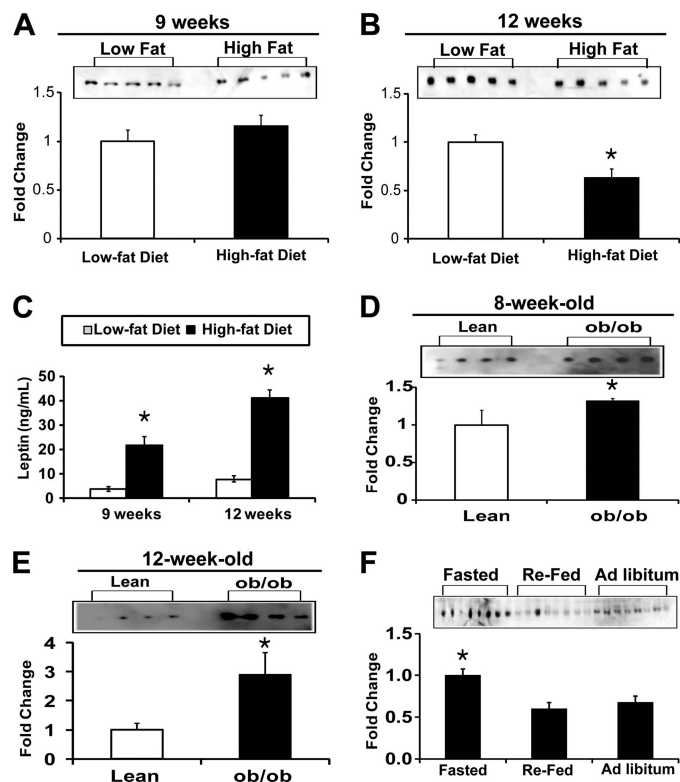 A
9 weeks
Low Fat
High Fat
Fold Change
1.5
1
0.5
0
Low-fat Diet
High-fat Diet
B
12 weeks
Low Fat
High Fat
Fold Change
1.5
1
0.5
0
*
Low-fat Diet
High-fat Diet
C
Low-fat Diet
High-fat Diet
Leptin (ng/mL)
60
50
40
30
20
10
0
*
*
9 weeks
12 weeks
D
8-week-old
Lean
ob/ob
Fold Change
1.5
1
0.5
0
*
Lean
ob/ob
E
12-week-old
Lean
ob/ob
Fold Change
4
3
2
1
0
*
Lean
ob/ob
F
Fasted
Re-Fed
Ad libitum
Fold Change
1.5
1.0
0.5
0.0
*
Fasted
Re-Fed
Ad libitum